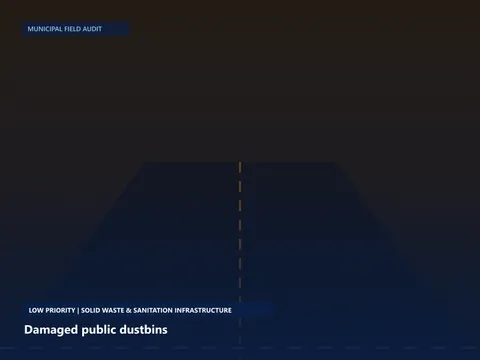 MUNICIPAL FIELD AUDIT
LOW PRIORITY | SOLID WASTE & SANITATION INFRASTRUCTURE
Damaged public dustbins